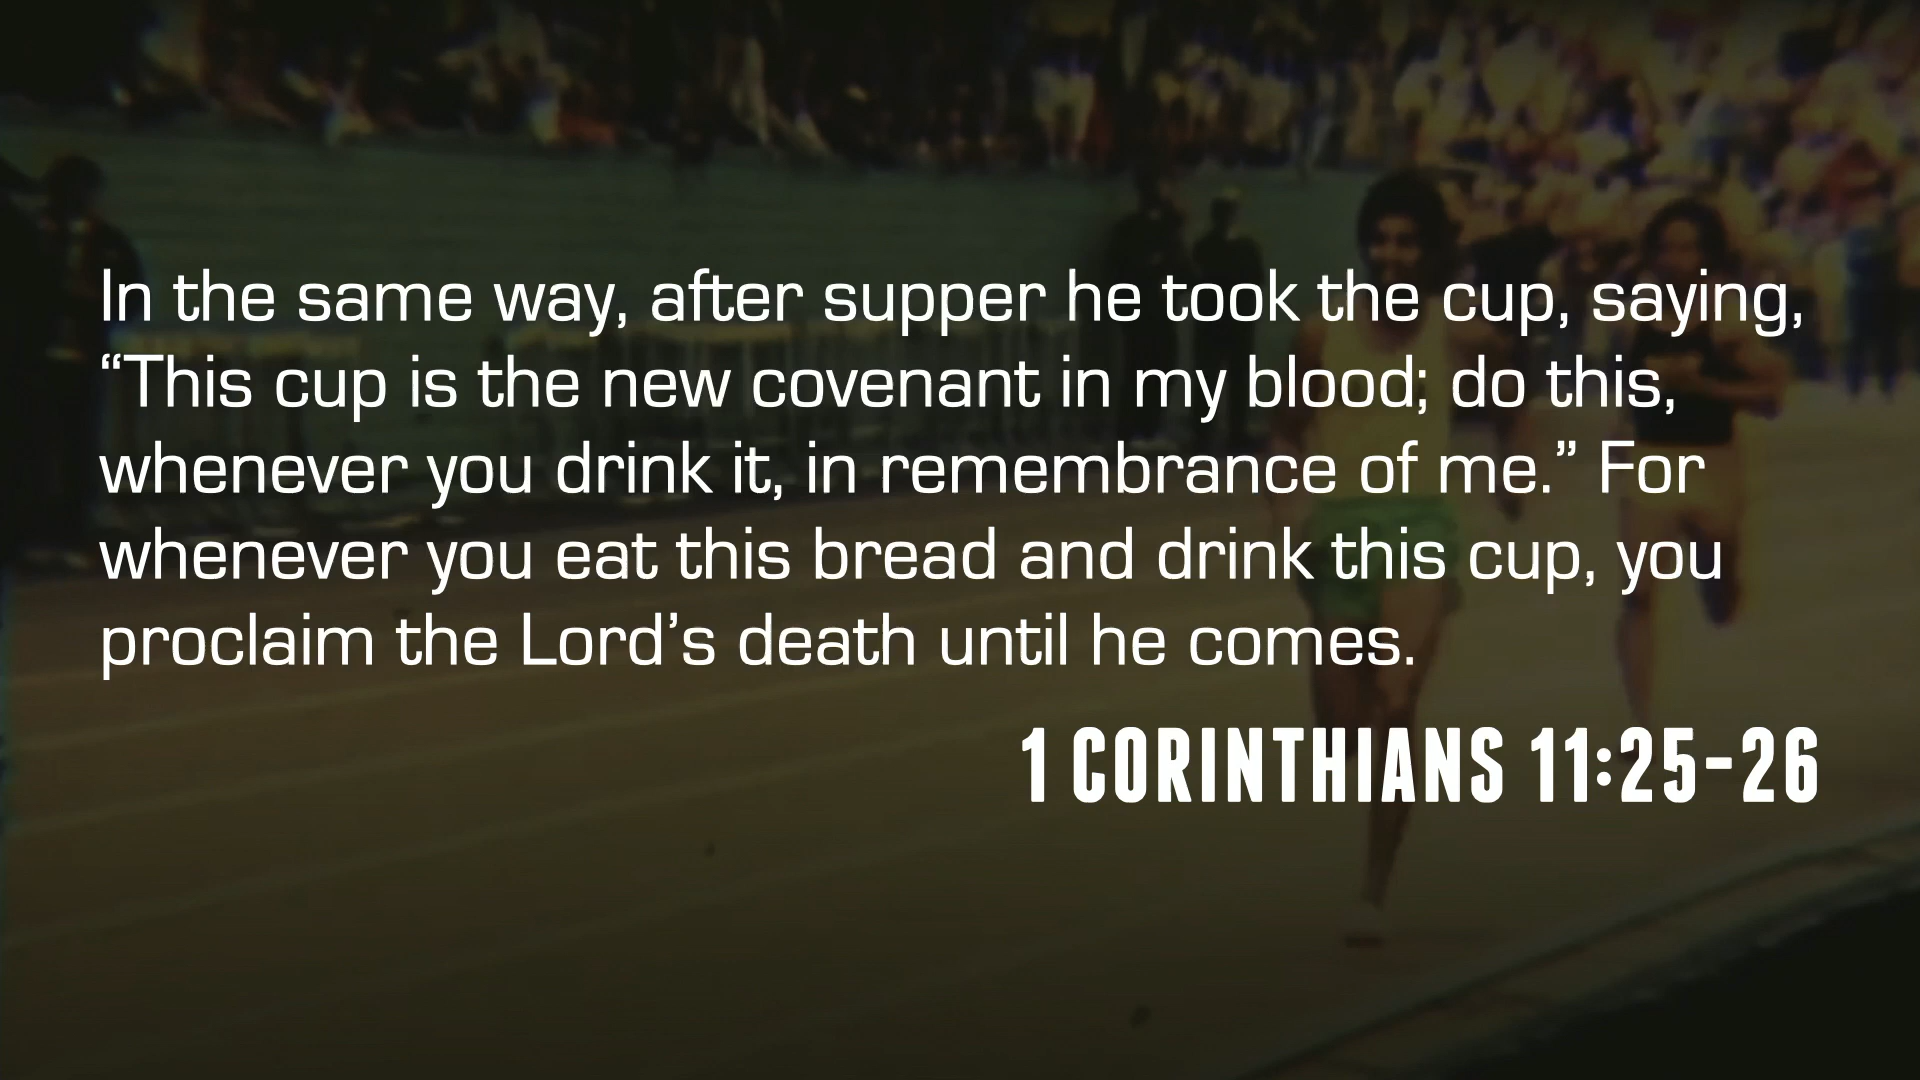 In the same way, after supper he took the cup, saying,
“This cup is the new covenant in my blood; do this,
whenever you drink it, in remembrance of me.” For
whenever you eat this bread and drink this cup, you
proclaim the Lord’s death until he comes.
1 CORINTHIANS 11:25-26